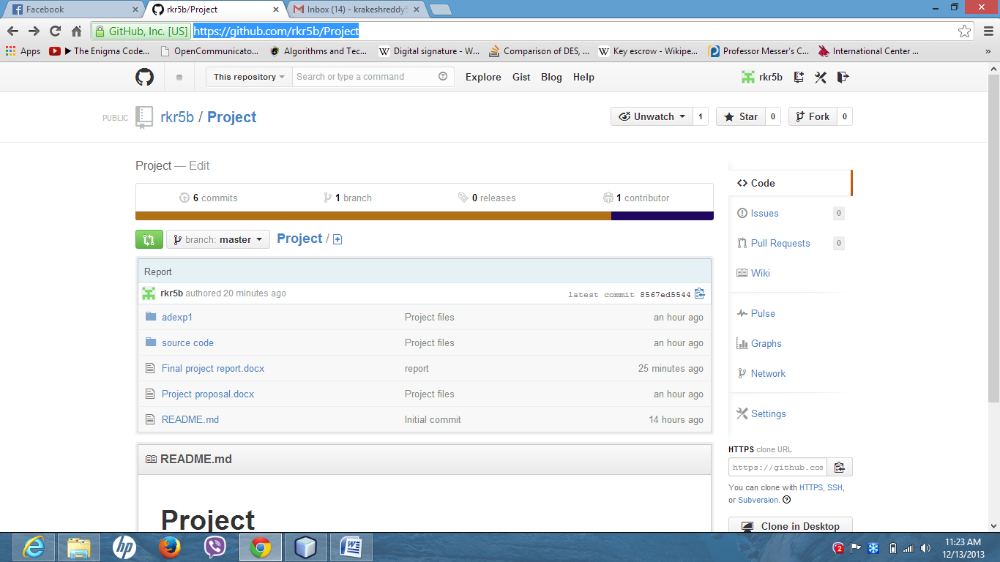 Facebook
rkr5b/Project
Inbox (14) - krakeshreddy
GitHub, Inc. [US] https://github.com/rkr5b/Project
Apps ▶ The Enigma Code... OpenCommunicato... Algorithms and Tec... Digital signature - W... Comparison of DES, ... Key escrow - Wikipe... Professor Messer's C... International Center ... »
This repository Search or type a command Explore Gist Blog Help rkr5b
PUBLIC rkr5b / Project Unwatch 1 Star 0 Fork 0
Project — Edit
6 commits 1 branch 0 releases 1 contributor
branch: master Project /
Report
rkr5b authored 20 minutes ago latest commit 8567ed5544
adexp1 Project files an hour ago
source code Project files an hour ago
Final project report.docx report 25 minutes ago
Project proposal.docx Project files an hour ago
README.md Initial commit 14 hours ago
README.md
Project
Code
Issues 0
Pull Requests 0
Wiki
Pulse
Graphs
Network
Settings
HTTPS clone URL
https://github.com
You can clone with HTTPS, SSH,
or Subversion.
Clone in Desktop
hp
2
11:23 AM
12/13/2013